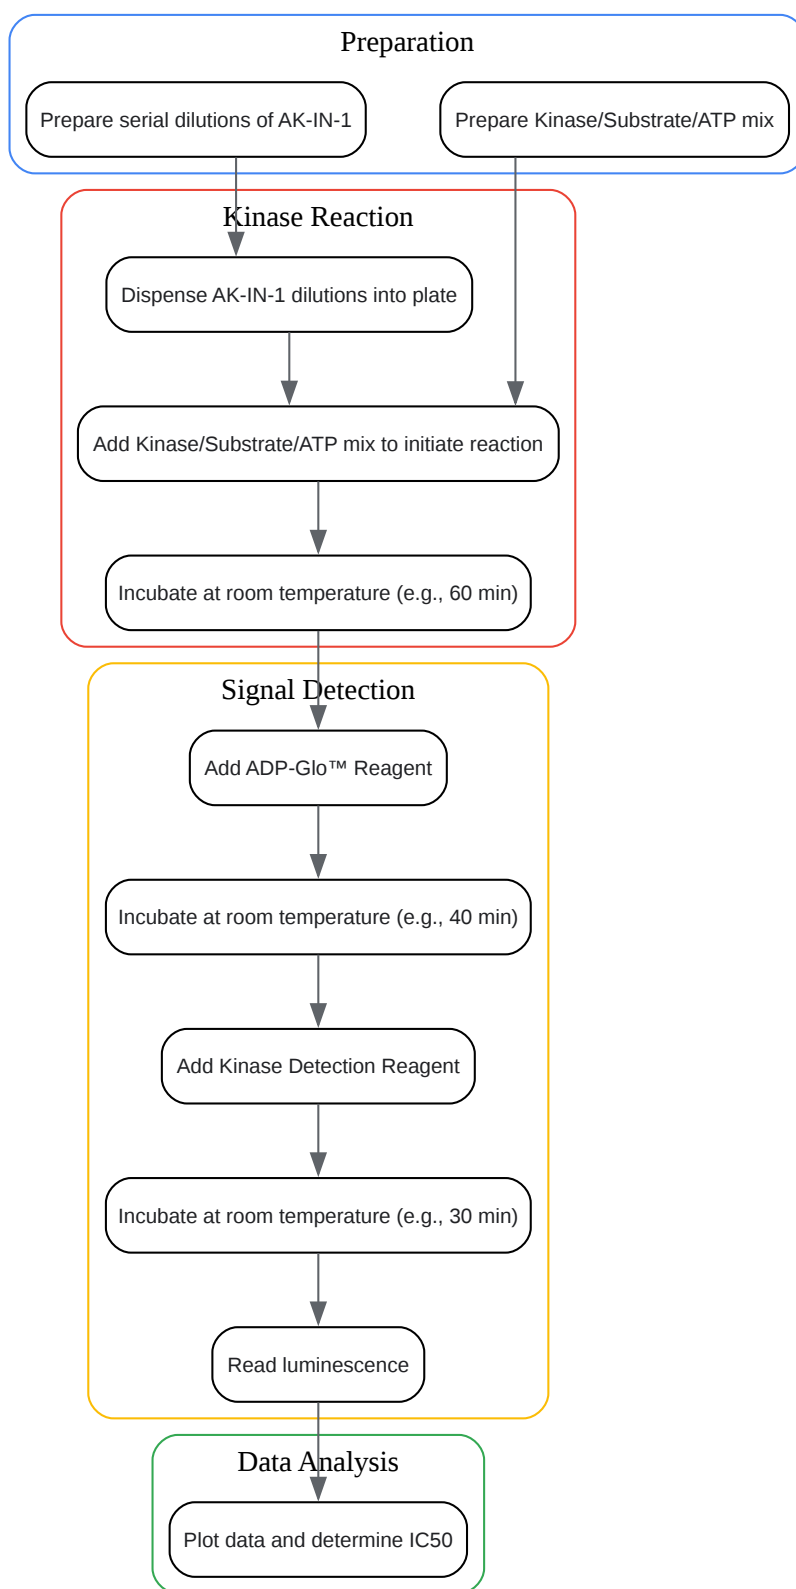 Preparation
Prepare serial dilutions of AK-IN-1
Prepare Kinase/Substrate/ATP mix
Kinase Reaction
Dispense AK-IN-1 dilutions into plate
Add Kinase/Substrate/ATP mix to initiate reaction
Incubate at room temperature (e.g., 60 min)
Signal Detection
Add ADP-Glo™ Reagent
Incubate at room temperature (e.g., 40 min)
Add Kinase Detection Reagent
Incubate at room temperature (e.g., 30 min)
Read luminescence
Data Analysis
Plot data and determine IC50